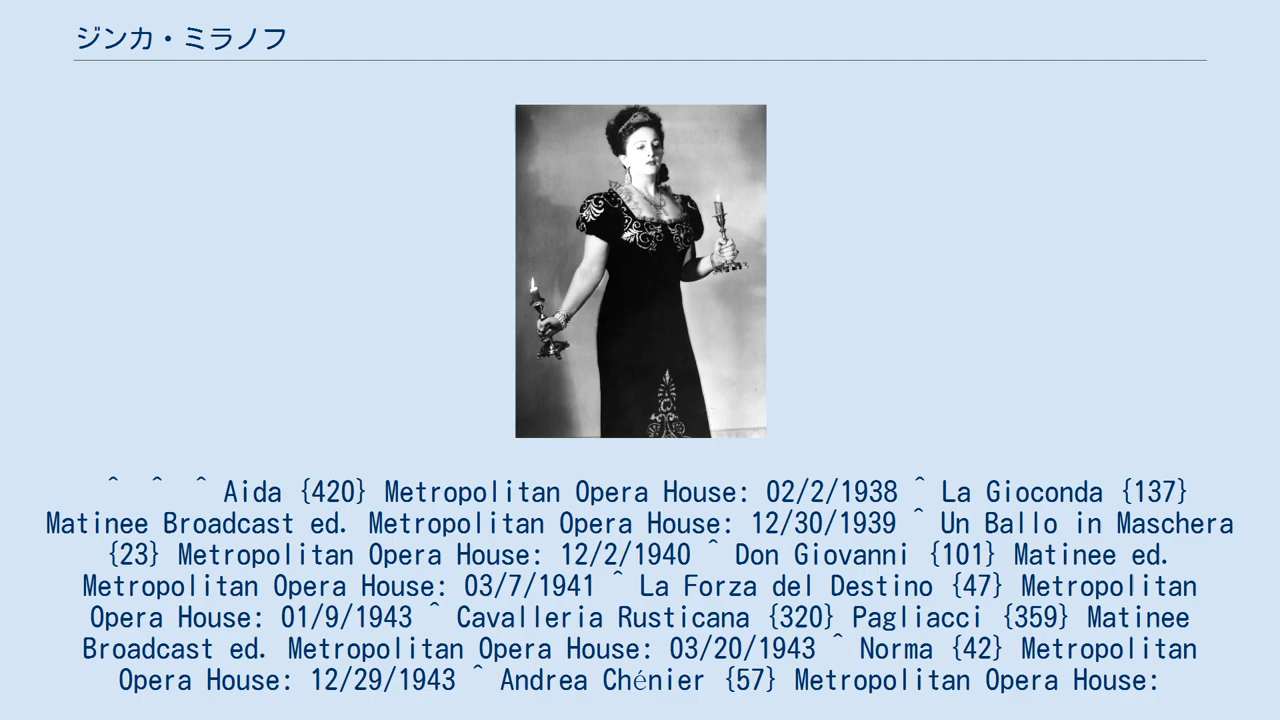 ジンカ・ミラノフ
^ ^ ^ Aida {420} Metropolitan Opera House: 02/2/1938 ^ La Gioconda {137}
Matinee Broadcast ed. Metropolitan Opera House: 12/30/1939 ^ Un Ballo in Maschera
{23} Metropolitan Opera House: 12/2/1940 ^ Don Giovanni {101} Matinee ed.
Metropolitan Opera House: 03/7/1941 ^ La Forza del Destino {47} Metropolitan
Opera House: 01/9/1943 ^ Cavalleria Rusticana {320} Pagliacci {359} Matinee
Broadcast ed. Metropolitan Opera House: 03/20/1943 ^ Norma {42} Metropolitan
Opera House: 12/29/1943 ^ Andrea Chénier {57} Metropolitan Opera House: